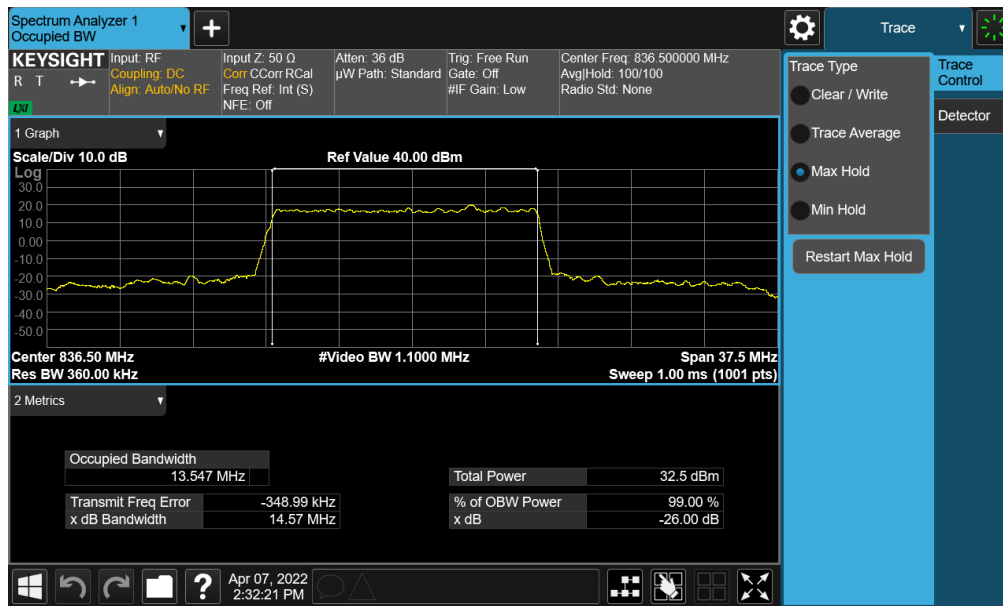 Spectrum Analyzer 1
Occupied BW
+
Trace
KEYSIGHT
R T
LXI
Input: RF
Coupling: DC
Align: Auto/No RF
Input Z: 50 Ω
Corr CCorr RCal
Freq Ref: Int (S)
NFE: Off
Atten: 36 dB
µW Path: Standard
Trig: Free Run
Gate: Off
#IF Gain: Low
Center Freq: 836.500000 MHz
Avg|Hold: 100/100
Radio Std: None
1 Graph
Scale/Div 10.0 dB
Ref Value 40.00 dBm
Log
30.0
20.0
10.0
0.00
-10.0
-20.0
-30.0
-40.0
-50.0
Center 836.50 MHz
#Video BW 1.1000 MHz
Span 37.5 MHz
Res BW 360.00 kHz
Sweep 1.00 ms (1001 pts)
2 Metrics
Occupied Bandwidth
13.547 MHz
Total Power 32.5 dBm
Transmit Freq Error -348.99 kHz
% of OBW Power 99.00 %
x dB Bandwidth 14.57 MHz
x dB -26.00 dB
?
Apr 07, 2022
2:32:21 PM
Trace Type
Clear / Write
Trace Average
Max Hold
Min Hold
Restart Max Hold
Trace
Control
Detector